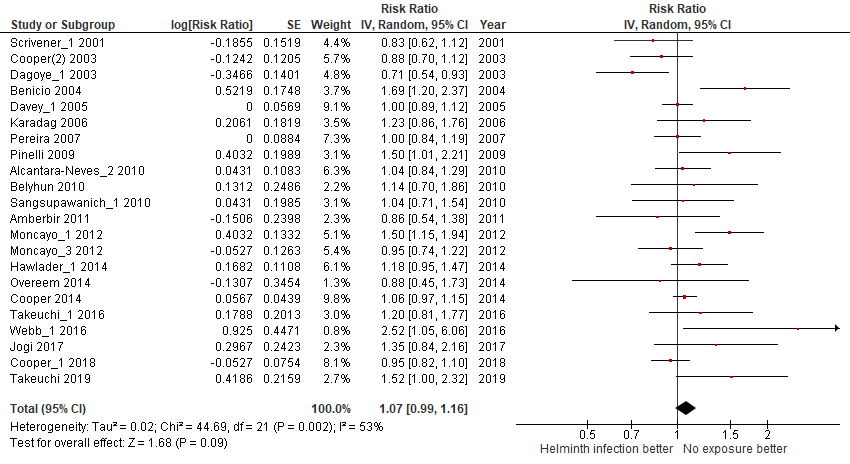 Risk Ratio Risk Ratio
Study or Subgroup log[Risk Ratio] SE Weight IV, Random, 95% CI Year IV, Random, 95% CI
Scrivener_1 2001 -0.1855 0.1519 4.4% 0.83 [0.62, 1.12] 2001
Cooper(2) 2003 -0.1242 0.1205 5.7% 0.88 [0.70, 1.12] 2003
Dagoye_1 2003 -0.3466 0.1401 4.8% 0.71 [0.54, 0.93] 2003
Benicio 2004 0.5219 0.1748 3.7% 1.69 [1.20, 2.37] 2004
Davey_1 2005 0 0.0569 9.1% 1.00 [0.89, 1.12] 2005
Karadag 2006 0.2061 0.1819 3.5% 1.23 [0.86, 1.76] 2006
Pereira 2007 0 0.0884 7.3% 1.00 [0.84, 1.19] 2007
Pinelli 2009 0.4032 0.1989 3.1% 1.50 [1.01, 2.21] 2009
Alcantara-Neves_2 2010 0.0431 0.1083 6.3% 1.04 [0.84, 1.29] 2010
Belyhun 2010 0.1312 0.2486 2.2% 1.14 [0.70, 1.86] 2010
Sangsupawanich_1 2010 0.0431 0.1985 3.1% 1.04 [0.71, 1.54] 2010
Amberbir 2011 -0.1506 0.2398 2.3% 0.86 [0.54, 1.38] 2011
Moncayo_1 2012 0.4032 0.1332 5.1% 1.50 [1.15, 1.94] 2012
Moncayo_3 2012 -0.0527 0.1263 5.4% 0.95 [0.74, 1.22] 2012
Hawlader_1 2014 0.1682 0.1108 6.1% 1.18 [0.95, 1.47] 2014
Overeem 2014 -0.1307 0.3454 1.3% 0.88 [0.45, 1.73] 2014
Cooper 2014 0.0567 0.0439 9.9% 1.06 [0.97, 1.15] 2014
Takeuchi_1 2016 0.1788 0.2013 3.0% 1.20 [0.81, 1.77] 2016
Webb_1 2016 0.925 0.4471 0.8% 2.52 [1.05, 6.06] 2016
Jogi 2017 0.2967 0.2423 2.3% 1.35 [0.84, 2.16] 2017
Cooper_1 2018 -0.0527 0.0754 8.0% 0.95 [0.82, 1.10] 2018
Takeuchi 2019 0.4186 0.2159 2.7% 1.52 [1.00, 2.32] 2019
Total (95% CI) 100.0% 1.07 [0.99, 1.16]
Heterogeneity: Tau² = 0.02; Chi² = 44.69, df = 21 (P = 0.002); I² = 53%
Test for overall effect: Z = 1.68 (P = 0.09)
0.5 0.7 1 1.5 2
Helminth infection better No exposure better